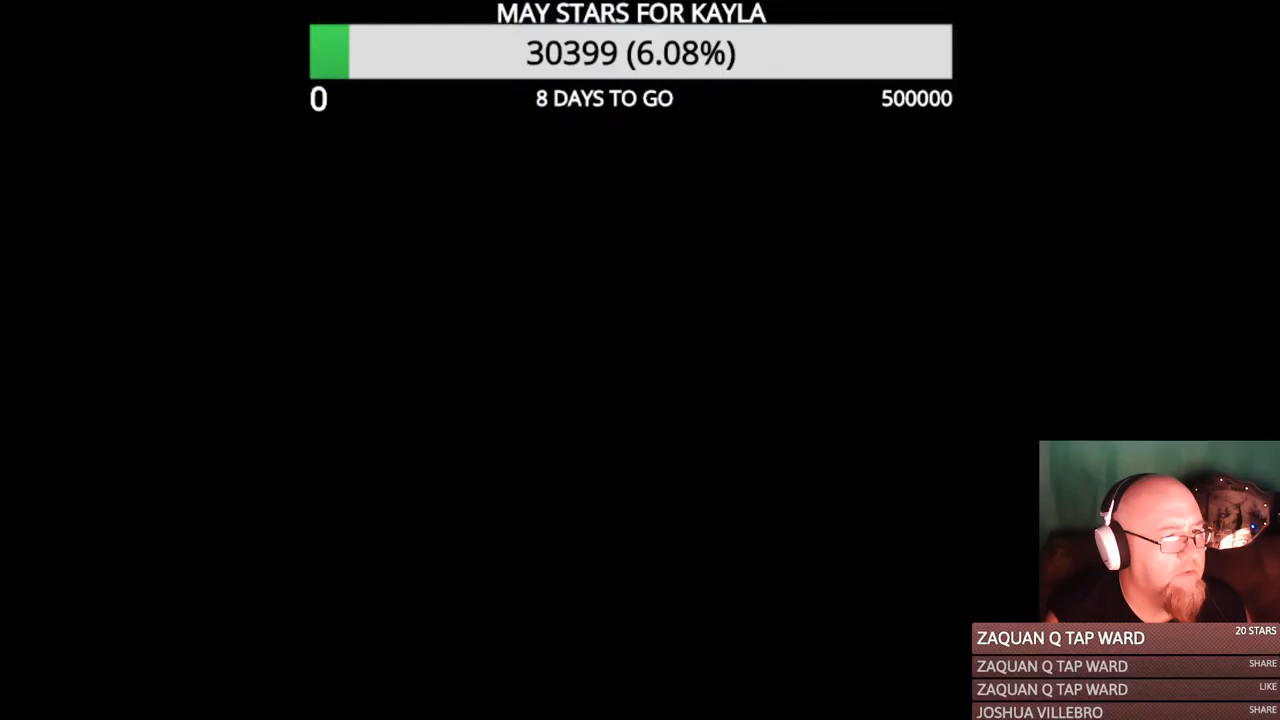 MAY STARS FOR KAYLA
30399 (6.08%)
0 8 DAYS TO GO 500000
ZAQUAN Q TAP WARD 20 STARS
ZAQUAN Q TAP WARD SHARE
ZAQUAN Q TAP WARD LIKE
JOSHUA VILLEBRO SHARE